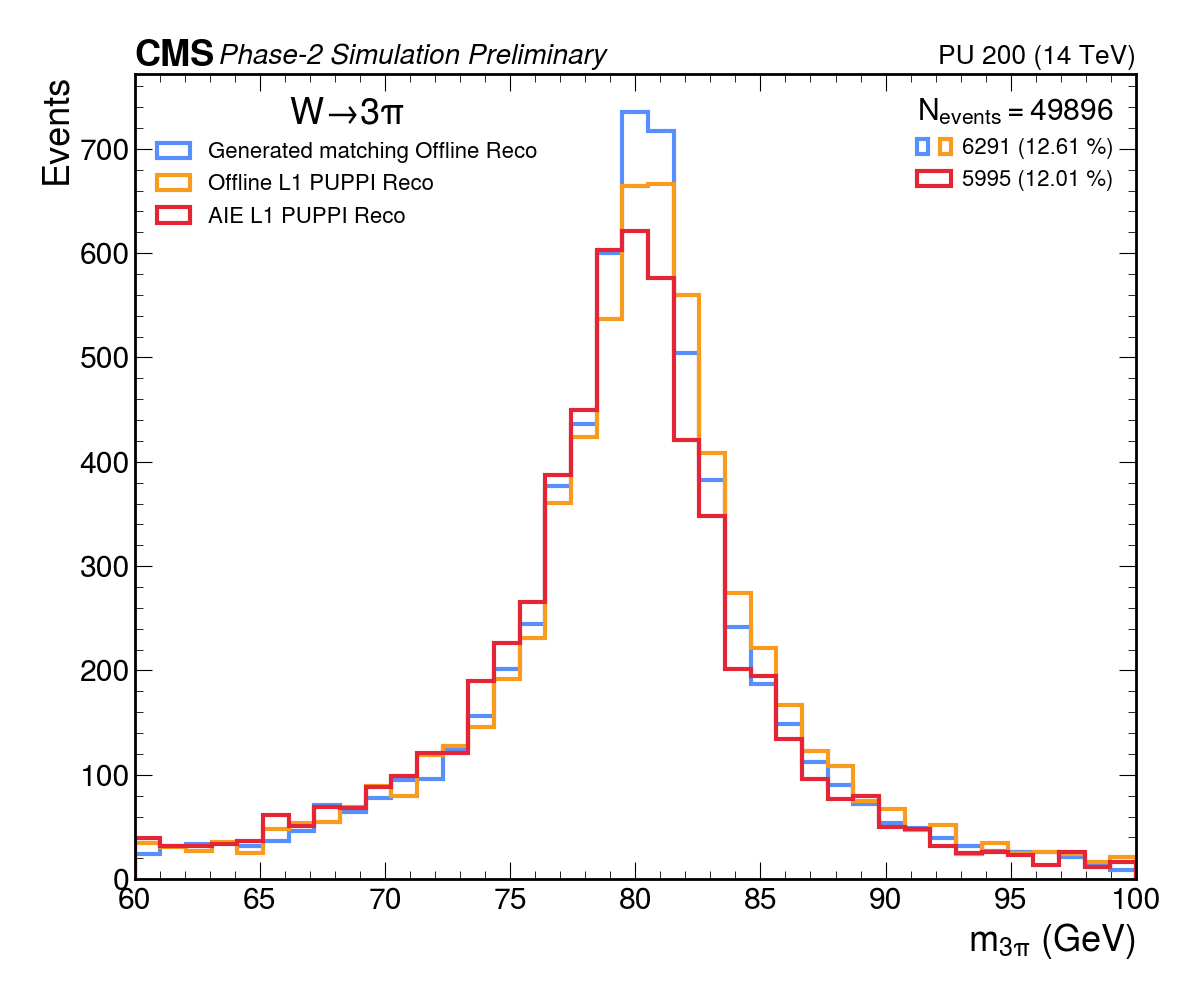 CMS Phase-2 Simulation Preliminary PU 200 (14 TeV)
Events
W→3π
Generated matching Offline Reco
Offline L1 PUPPI Reco
AIE L1 PUPPI Reco
N_events = 49896
6291 (12.61 %)
5995 (12.01 %)
700
600
500
400
300
200
100
0
60 65 70 75 80 85 90 95 100
m_3π (GeV)